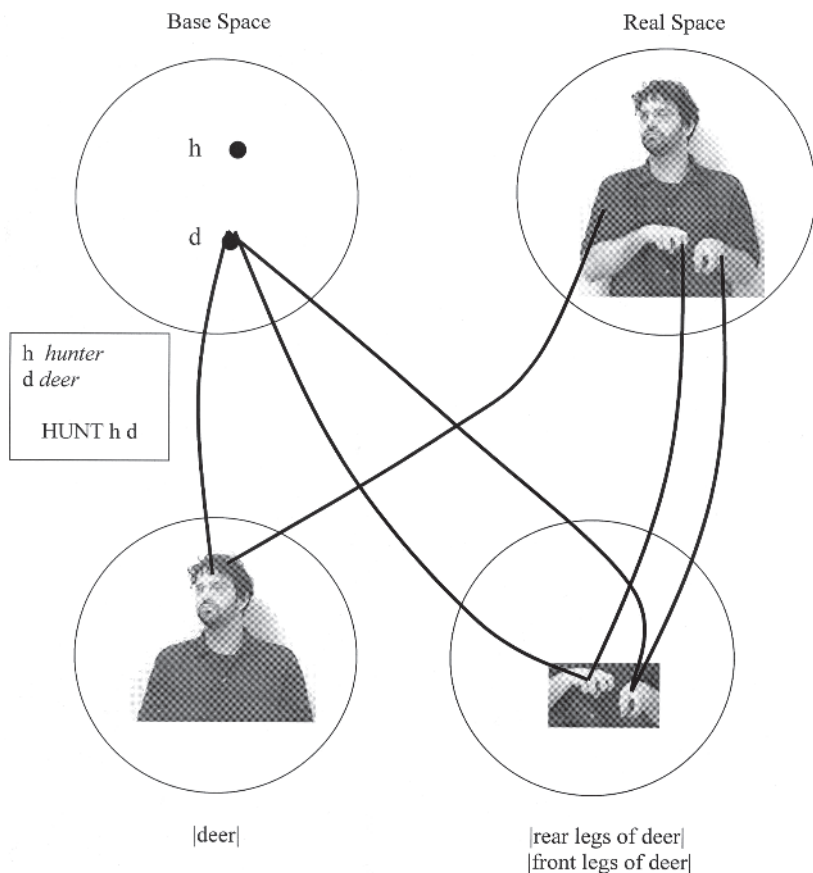 Base Space
Real Space
h
d
h hunter
d deer
HUNT h d
|deer|
|rear legs of deer|
|front legs of deer|